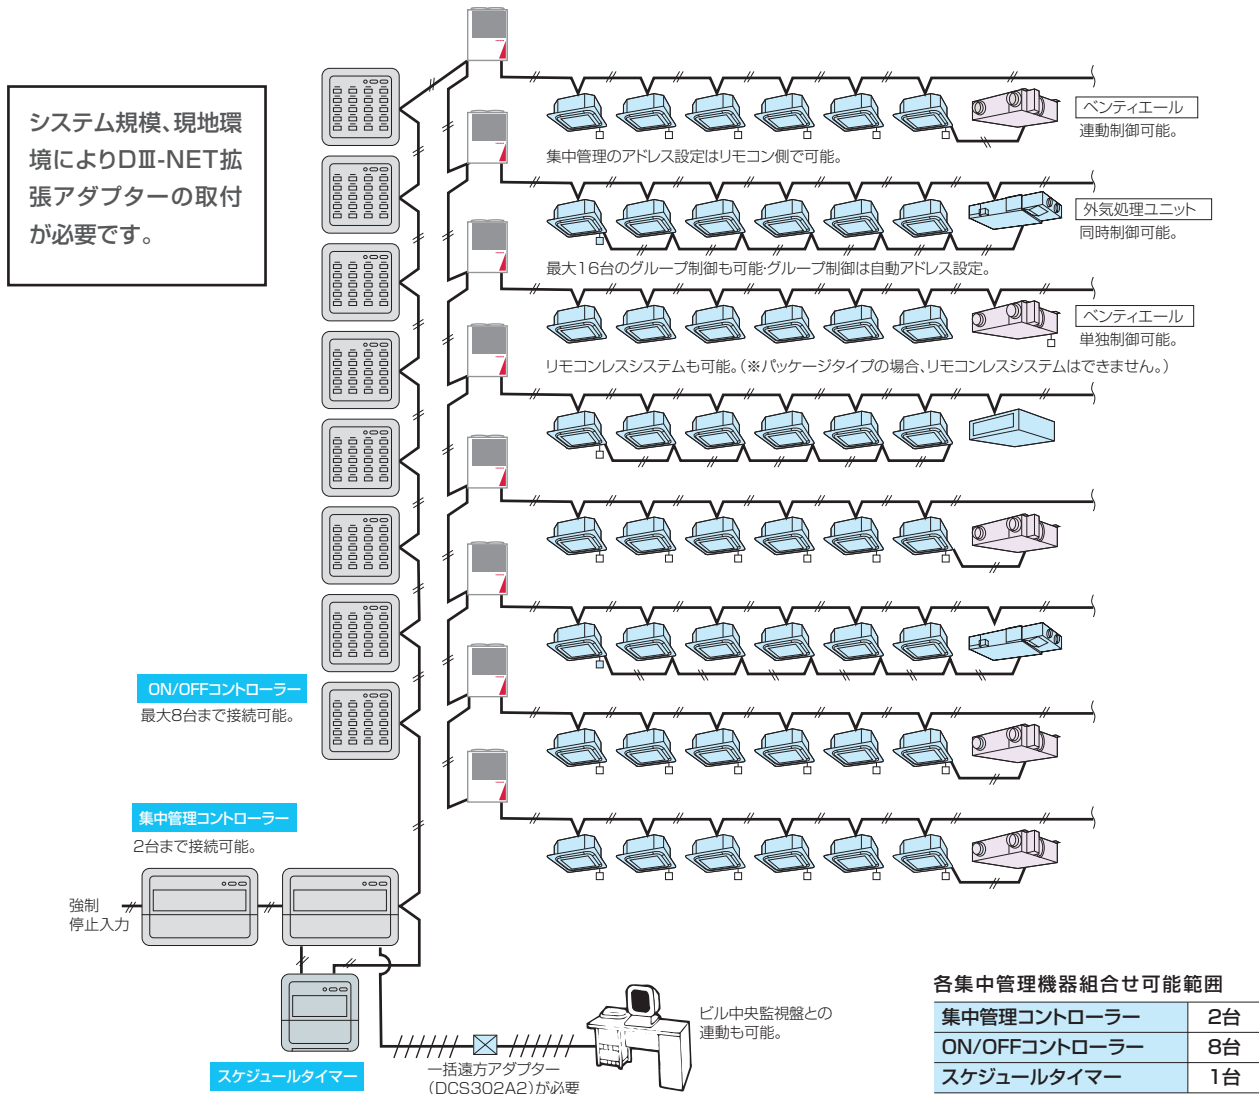 システム規模、現地環
境によりDⅢ-NET拡
張アダプターの取付
が必要です。
ベンティエール
連動制御可能。
集中管理のアドレス設定はリモコン側で可能。
外気処理ユニット
同時制御可能。
最大16台のグループ制御も可能・グループ制御は自動アドレス設定。
ベンティエール
単独制御可能。
リモコンレスシステムも可能。(※パッケージタイプの場合、リモコンレスシステムはできません。)
ON/OFFコントローラー
最大8台まで接続可能。
集中管理コントローラー
2台まで接続可能。
強制
停止入力
スケジュールタイマー
一括遠方アダプター
(DCS302A2)が必要
ビル中央監視盤との
連動も可能。
各集中管理機器組合せ可能範囲
集中管理コントローラー 2台
ON/OFFコントローラー 8台
スケジュールタイマー 1台